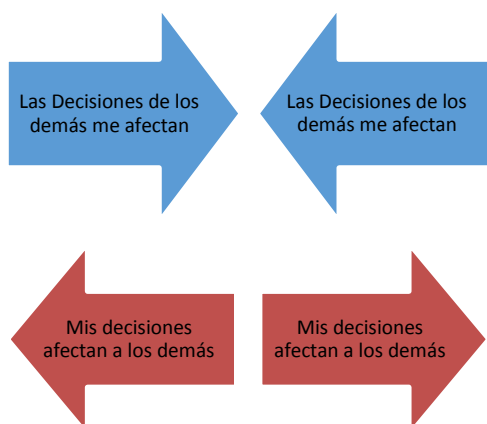 Las Decisiones de los
demás me afectan
Las Decisiones de los
demás me afectan
Mis decisiones
afectan a los demás
Mis decisiones
afectan a los demás